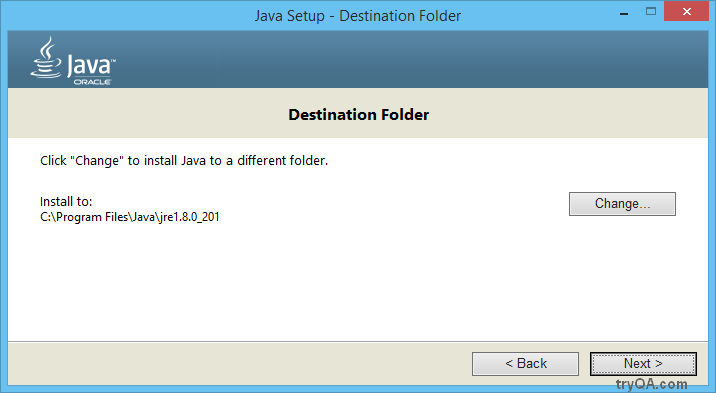 Java Setup - Destination Folder
Java™
ORACLE
Destination Folder
Click "Change" to install Java to a different folder.
Install to:
C:\Program Files\Java\jre1.8.0_201
Change...
< Back
Next >
tryQA.com